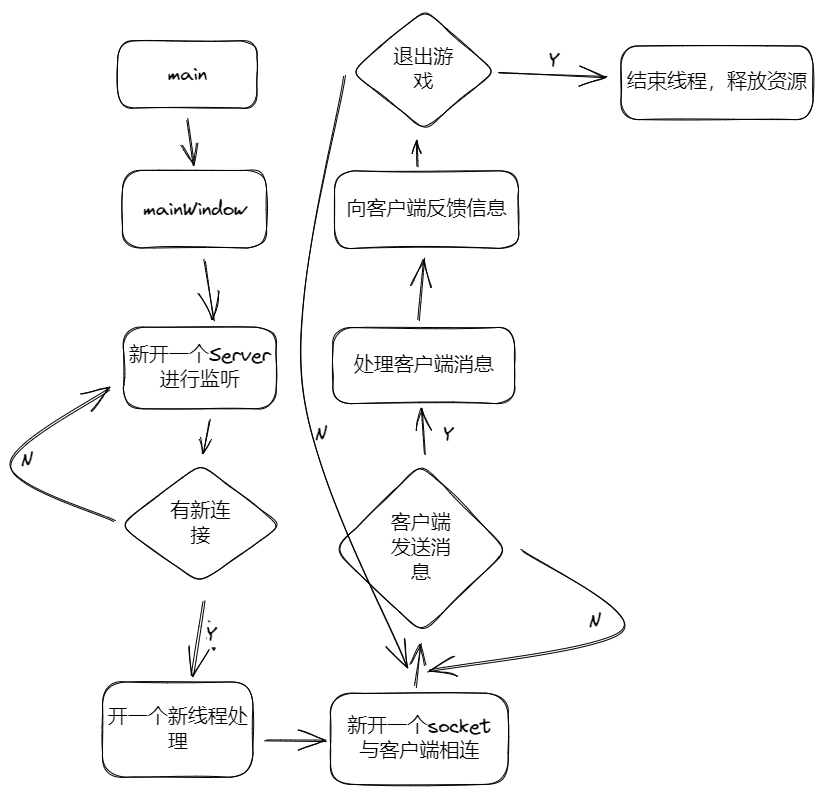 main
mainWindow
新开一个Server
进行监听
N
有新连
接
Y
开一个新线程处
理
新开一个socket
与客户端相连
客户端
发送消
息
N
Y
处理客户端消息
向客户端反馈信息
退出游
戏
N
Y
结束线程，释放资源